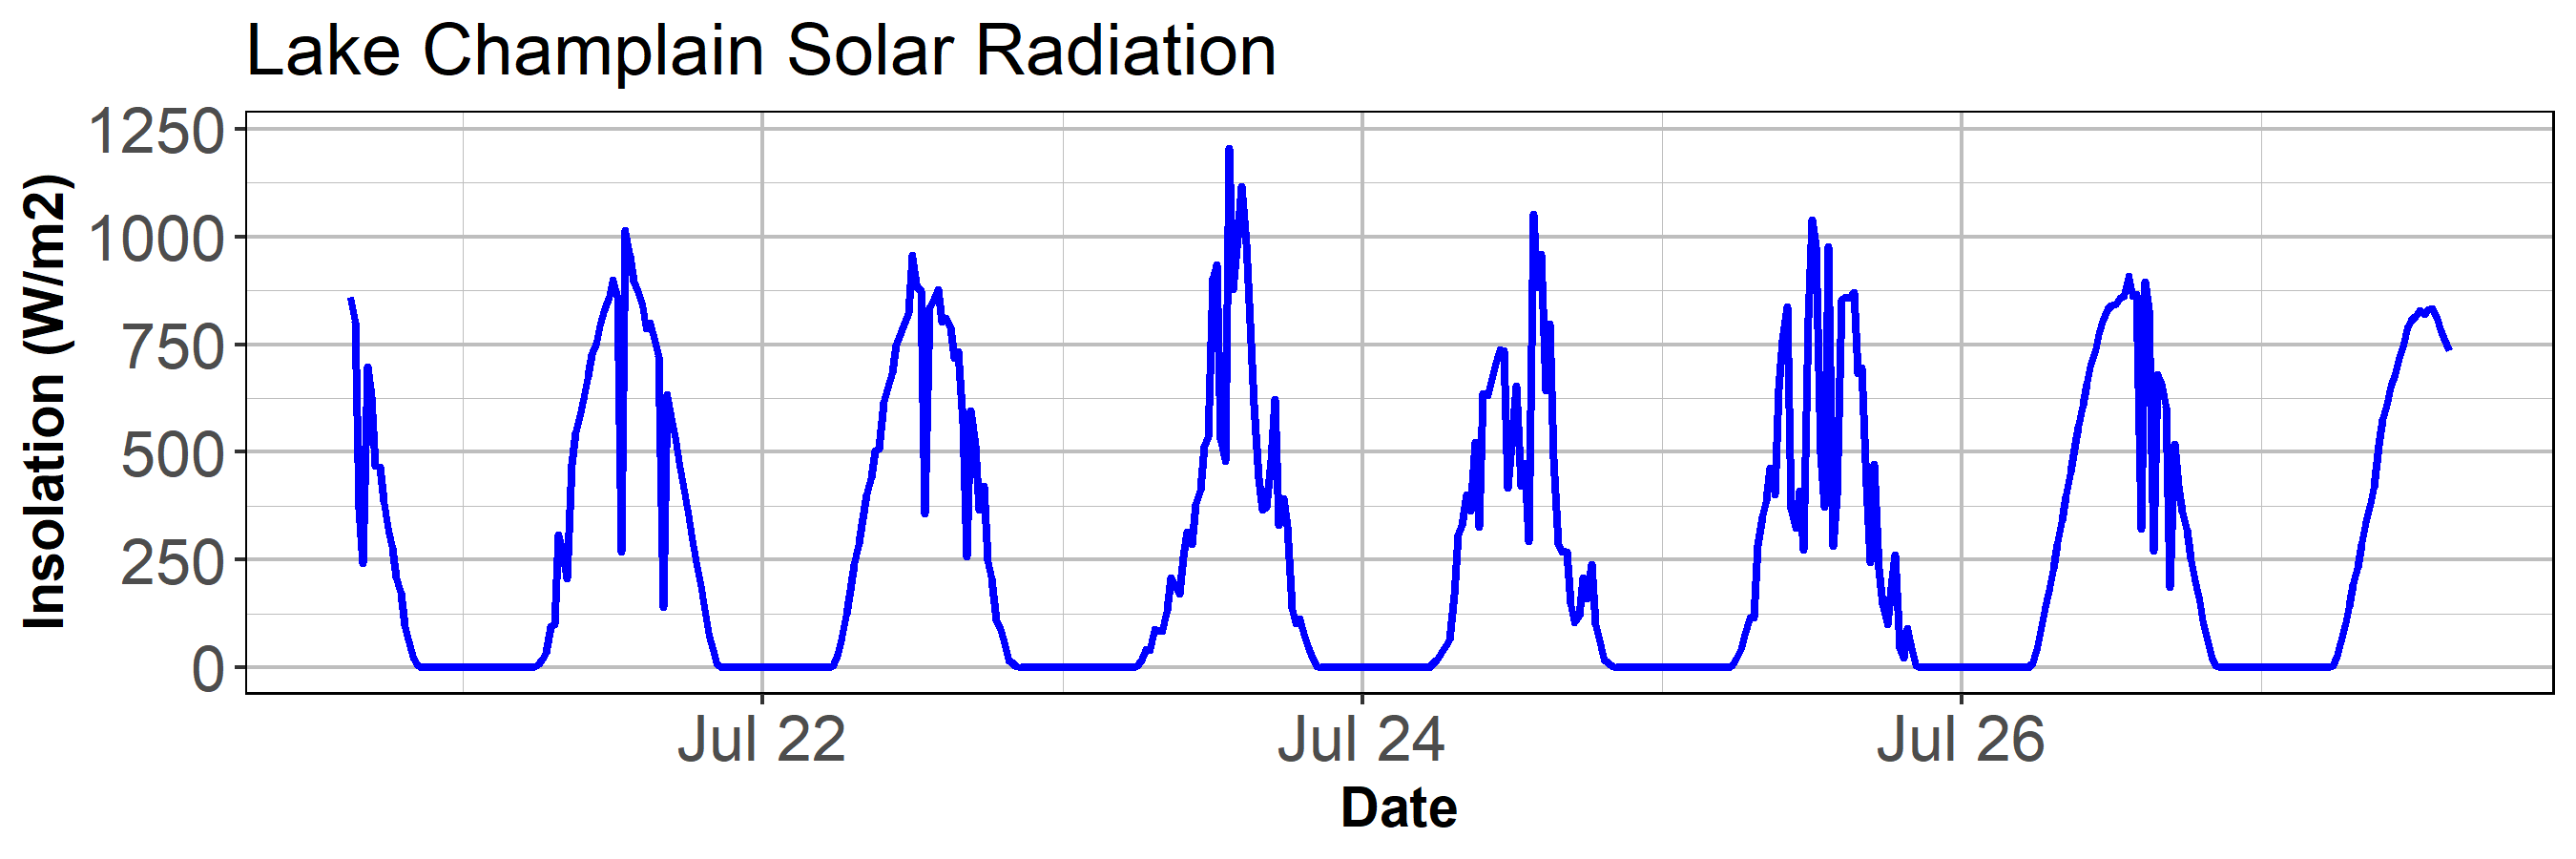 Lake Champlain Solar Radiation
1250
1000
750
500
250
0
Insolation (W/m2)
Jul 22
Jul 24
Jul 26
Date